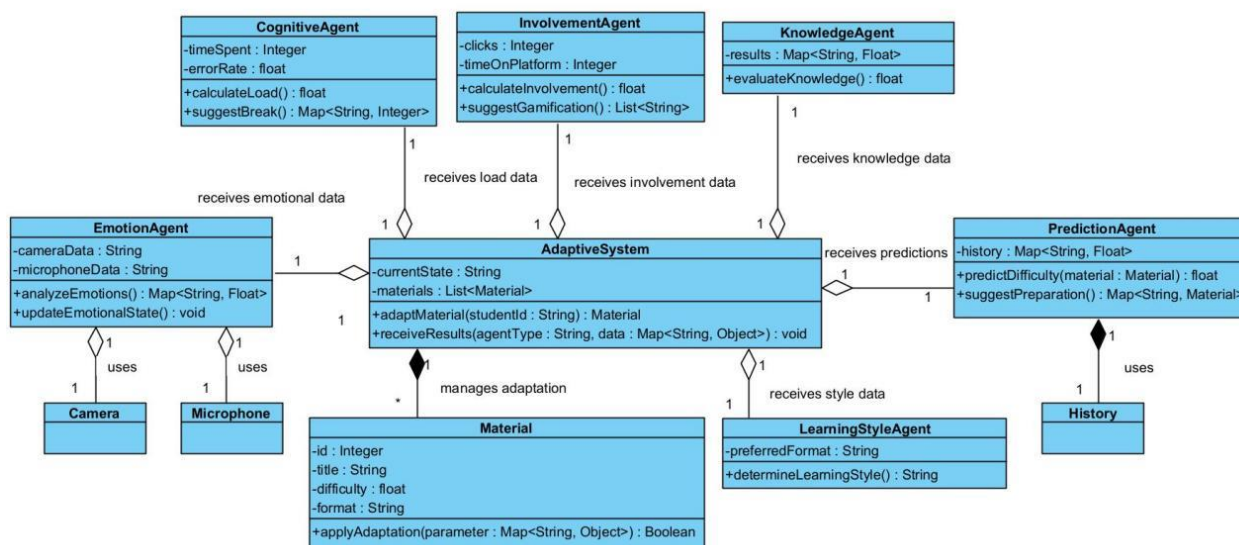 CognitiveAgent
-timeSpent : Integer
-errorRate : float
+calculateLoad() : float
+suggestBreak() : Map<String, Integer>
InvolvementAgent
-clicks : Integer
-timeOnPlatform : Integer
+calculateInvolvement() : float
+suggestGamification() : List<String>
KnowledgeAgent
-results : Map<String, Float>
+evaluateKnowledge() : float
1
1
1
receives load data
receives involvement data
receives knowledge data
receives emotional data
1
1
1
EmotionAgent
-cameraData : String
-microphoneData : String
+analyzeEmotions() : Map<String, Float>
+updateEmotionalState() : void
1
1
AdaptiveSystem
-currentState : String
-materials : List<Material>
+adaptMaterial(studentId : String) : Material
+receiveResults(agentType : String, data : Map<String, Object>) : void
receives predictions
1
1
PredictionAgent
-history : Map<String, Float>
+predictDifficulty(material : Material) : float
+suggestPreparation() : Map<String, Material>
1
uses
1
1
uses
1
Camera
Microphone
1
manages adaptation
*
1
receives style data
1
1
uses
1
History
Material
-id : Integer
-title : String
-difficulty : float
-format : String
+applyAdaptation(parameter : Map<String, Object>) : Boolean
LearningStyleAgent
-preferredFormat : String
+determineLearningStyle() : String